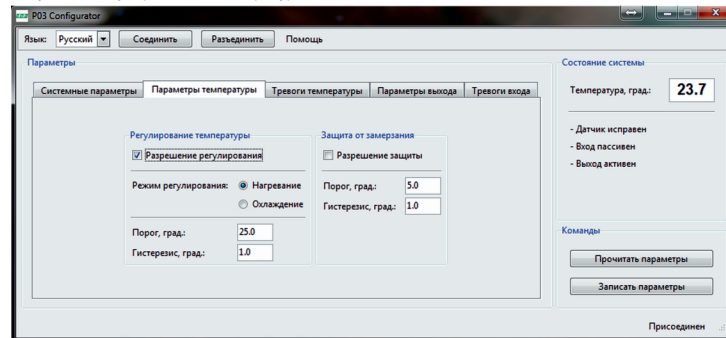 P03 Configurator
Язык: Русский Соединить Разъединить Помощь
Параметры
Системные параметры Параметры температуры Тревоги температуры Параметры выхода Тревоги входа
Регулирование температуры
Разрешение регулирования
Режим регулирования: Нагревание
Охлаждение
Порог, град.: 25.0
Гистерезис, град.: 1.0
Защита от замерзания
Разрешение защиты
Порог, град.: 5.0
Гистерезис, град.: 1.0
Состояние системы
Температура, град.: 23.7
- Датчик исправен
- Вход пассивен
- Выход активен
Команды
Прочитать параметры
Записать параметры
Присоединен